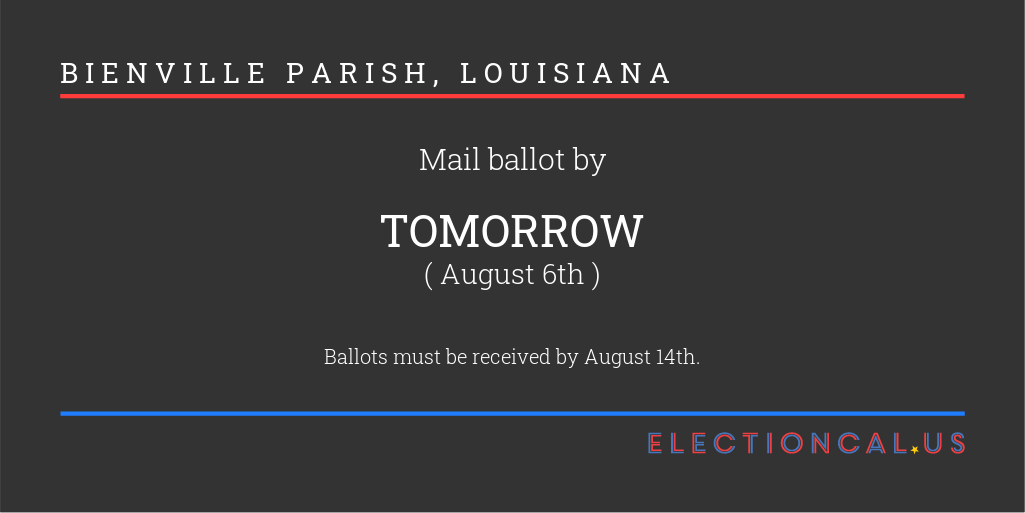 BIENVILLE PARISH, LOUISIANA
Mail ballot by
TOMORROW
( August 6th )
Ballots must be received by August 14th.
ELECTIONCAL.US